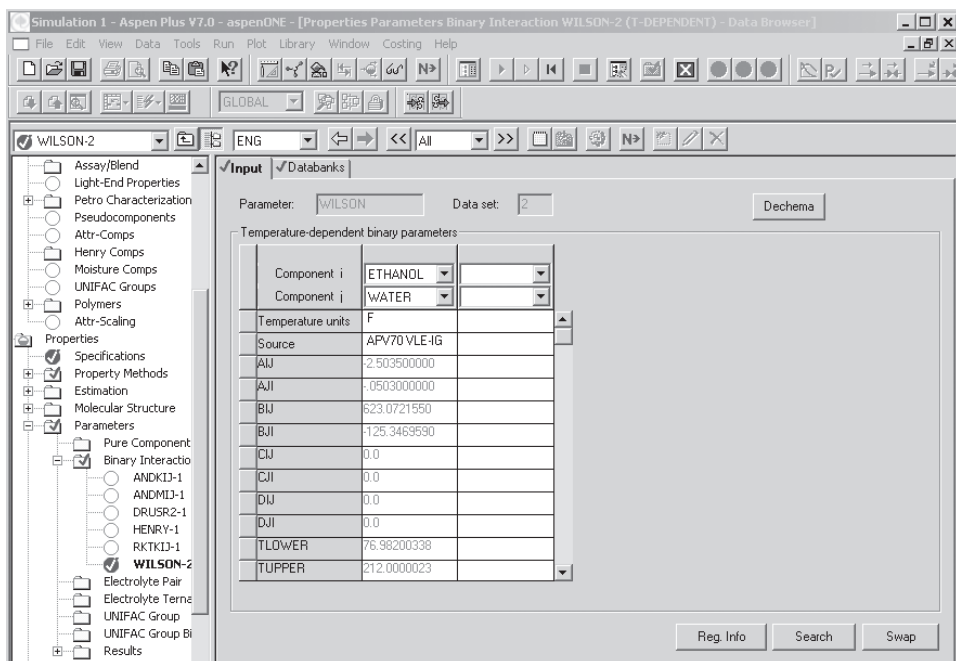 Simulation 1 - Aspen Plus V7.0 - aspenONE - [Properties Parameters Binary Interaction WILSON-2 (T-DEPENDENT) - Data Browser]
File Edit View Data Tools Run Plot Library Window Costing Help
N
GLOBAL
WILSON-2 ENG << All >> N
Assay/Blend
Light-End Properties
Petro Characterization
Pseudocomponents
Attr-Comps
Henry Comps
Moisture Comps
UNIFAC Groups
Polymers
Attr-Scaling
Properties
Specifications
Property Methods
Estimation
Molecular Structure
Parameters
Pure Component
Binary Interactio
ANDKIJ-1
ANDMIJ-1
DRUSR2-1
HENRY-1
RKTKIJ-1
WILSON-2
Electrolyte Pair
Electrolyte Terna
UNIFAC Group
UNIFAC Group Bi
Results
Input Databanks
Parameter: WILSON Data set: 2 Dechema
Temperature-dependent binary parameters
Component i ETHANOL
Component j WATER
Temperature units F
Source APV70 VLE-IG
AIJ -2.503500000
AJI -.0503000000
BIJ 623.0721550
BJI -125.3469590
CIJ 0.0
CJI 0.0
DIJ 0.0
DJI 0.0
TLOWER 76.98200338
TUPPER 212.0000023
Reg. Info Search Swap